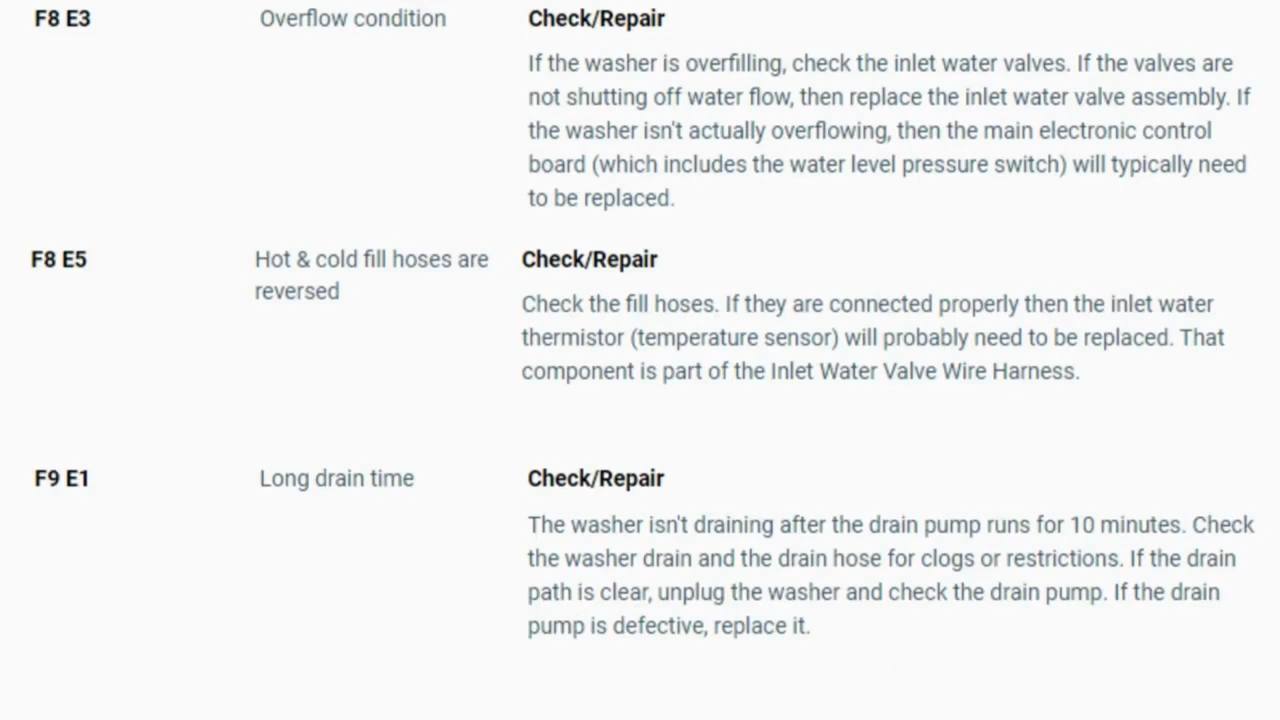 F8 E3 Overflow condition Check/Repair
If the washer is overfilling, check the inlet water valves. If the valves are
not shutting off water flow, then replace the inlet water valve assembly. If
the washer isn't actually overflowing, then the main electronic control
board (which includes the water level pressure switch) will typically need
to be replaced.
F8 E5 Hot & cold fill hoses are Check/Repair
reversed
Check the fill hoses. If they are connected properly then the inlet water
thermistor (temperature sensor) will probably need to be replaced. That
component is part of the Inlet Water Valve Wire Harness.
F9 E1 Long drain time Check/Repair
The washer isn't draining after the drain pump runs for 10 minutes. Check
the washer drain and the drain hose for clogs or restrictions. If the drain
path is clear, unplug the washer and check the drain pump. If the drain
pump is defective, replace it.